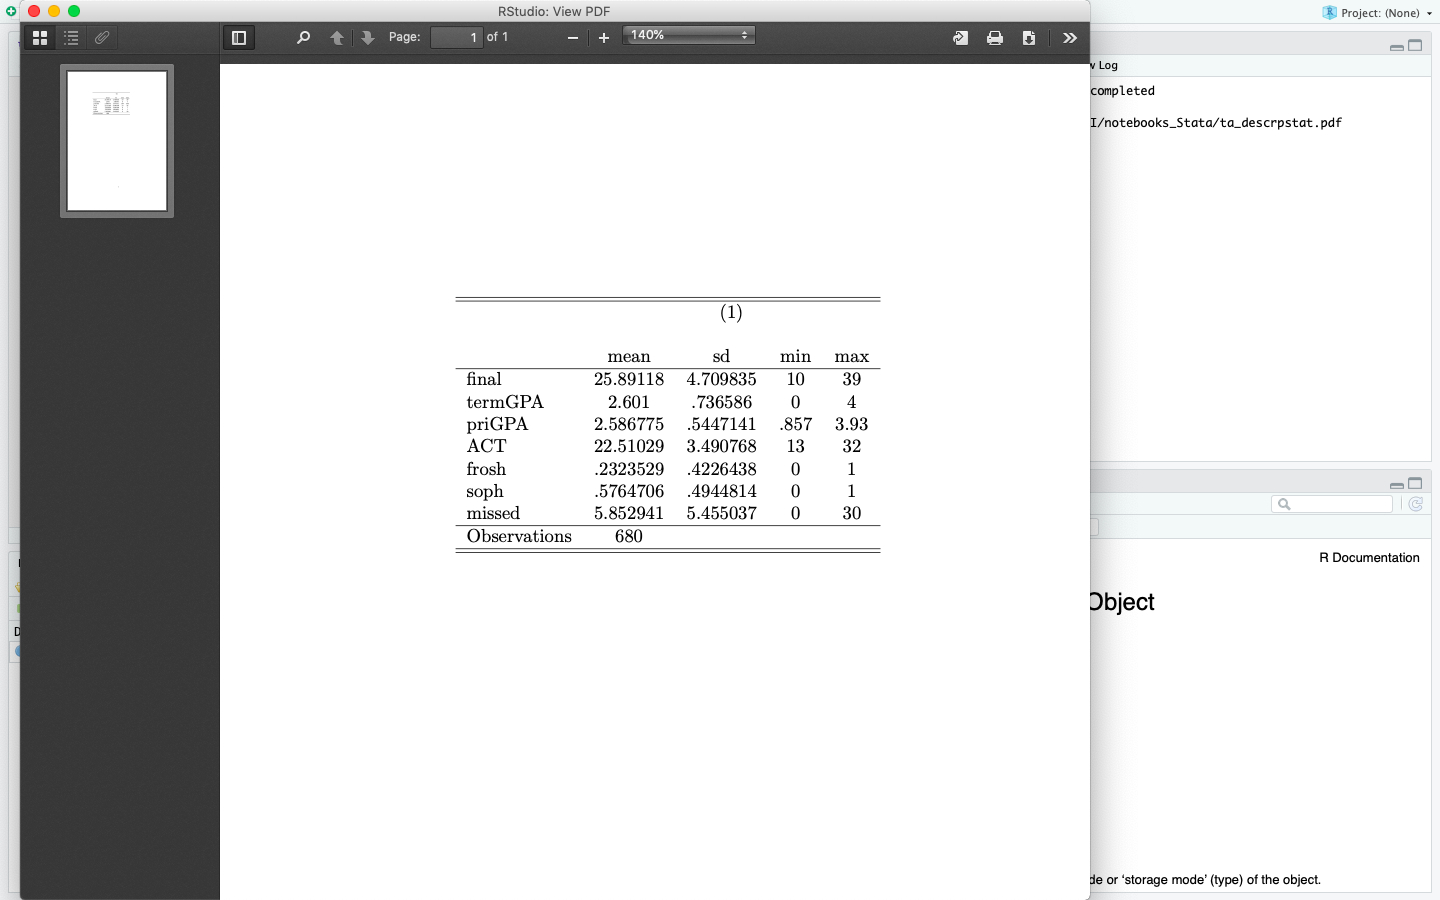 RStudio: View PDF
Project: (None)
Page: 1 of 1
140%
Log
completed
I/notebooks_Stata/ta_descrpstat.pdf
(1)
mean sd min max
final 25.89118 4.709835 10 39
termGPA 2.601 .736586 0 4
priGPA 2.586775 .5447141 .857 3.93
ACT 22.51029 3.490768 13 32
frosh .2323529 .4226438 0 1
soph .5764706 .4944814 0 1
missed 5.852941 5.455037 0 30
Observations 680
R Documentation
Object
de or ‘storage mode’ (type) of the object.